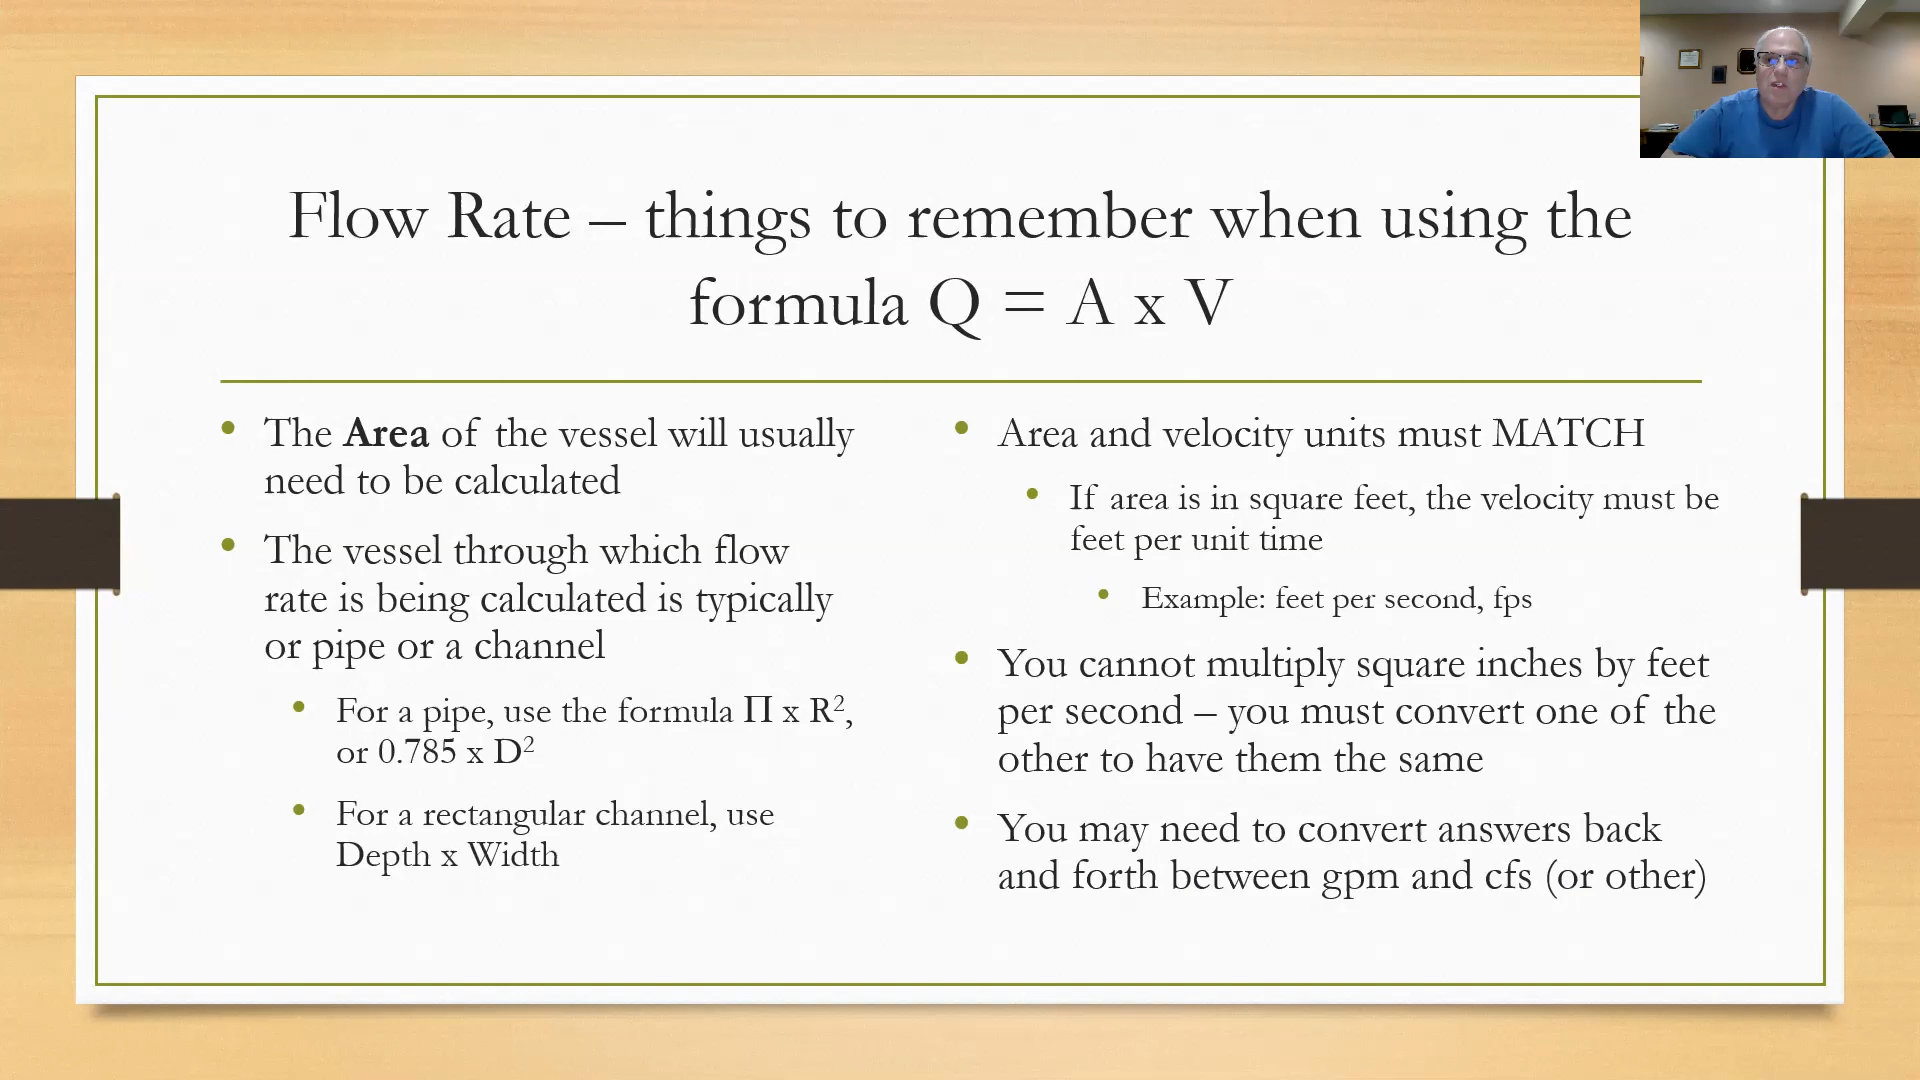 Flow Rate – things to remember when using the
formula Q = A x V
The Area of the vessel will usually
need to be calculated
The vessel through which flow
rate is being calculated is typically
or pipe or a channel
For a pipe, use the formula Π x R²,
or 0.785 x D²
For a rectangular channel, use
Depth x Width
Area and velocity units must MATCH
If area is in square feet, the velocity must be
feet per unit time
Example: feet per second, fps
You cannot multiply square inches by feet
per second – you must convert one of the
other to have them the same
You may need to convert answers back
and forth between gpm and cfs (or other)